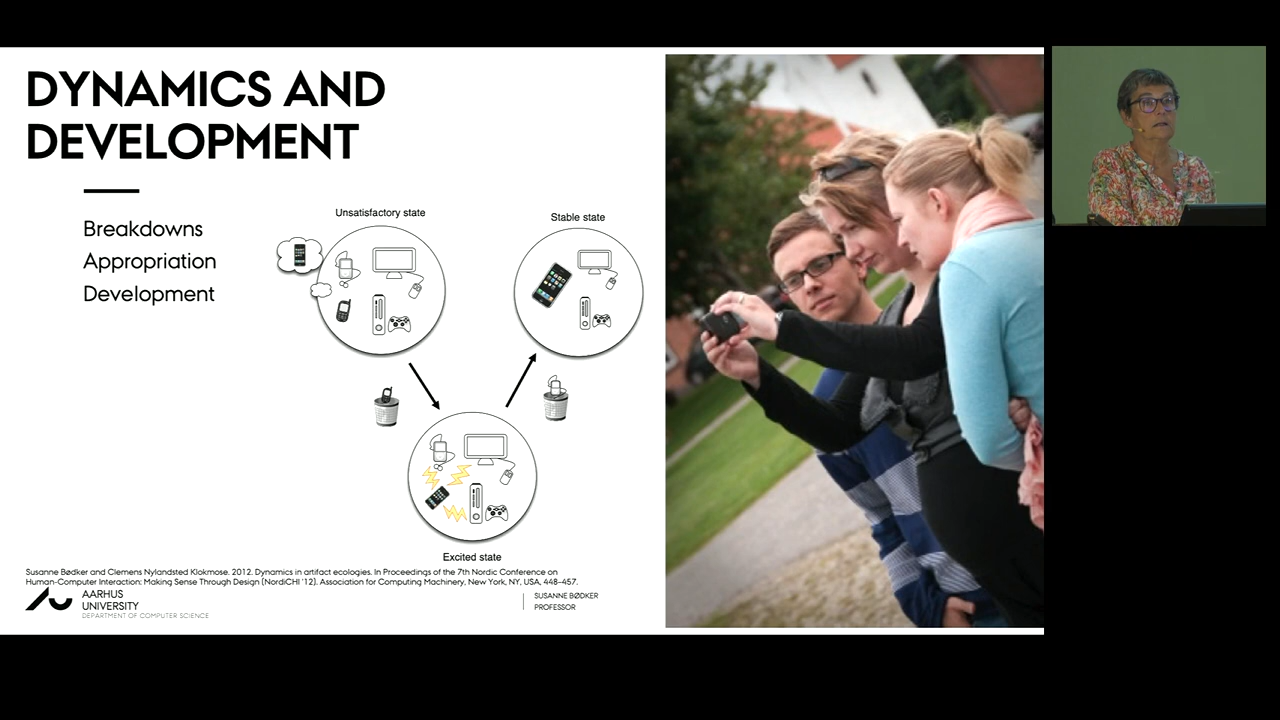 DYNAMICS AND
DEVELOPMENT
Breakdowns
Appropriation
Development
Unsatisfactory state
Stable state
Excited state
Susanne Bødker and Clemens Nylandsted Klokmose. 2012. Dynamics in artifact ecologies. In Proceedings of the 7th Nordic Conference on
Human-Computer Interaction: Making Sense Through Design (NordiCHI '12). Association for Computing Machinery, New York, NY, USA, 448–457.
AARHUS
UNIVERSITY
DEPARTMENT OF COMPUTER SCIENCE
SUSANNE BØDKER
PROFESSOR